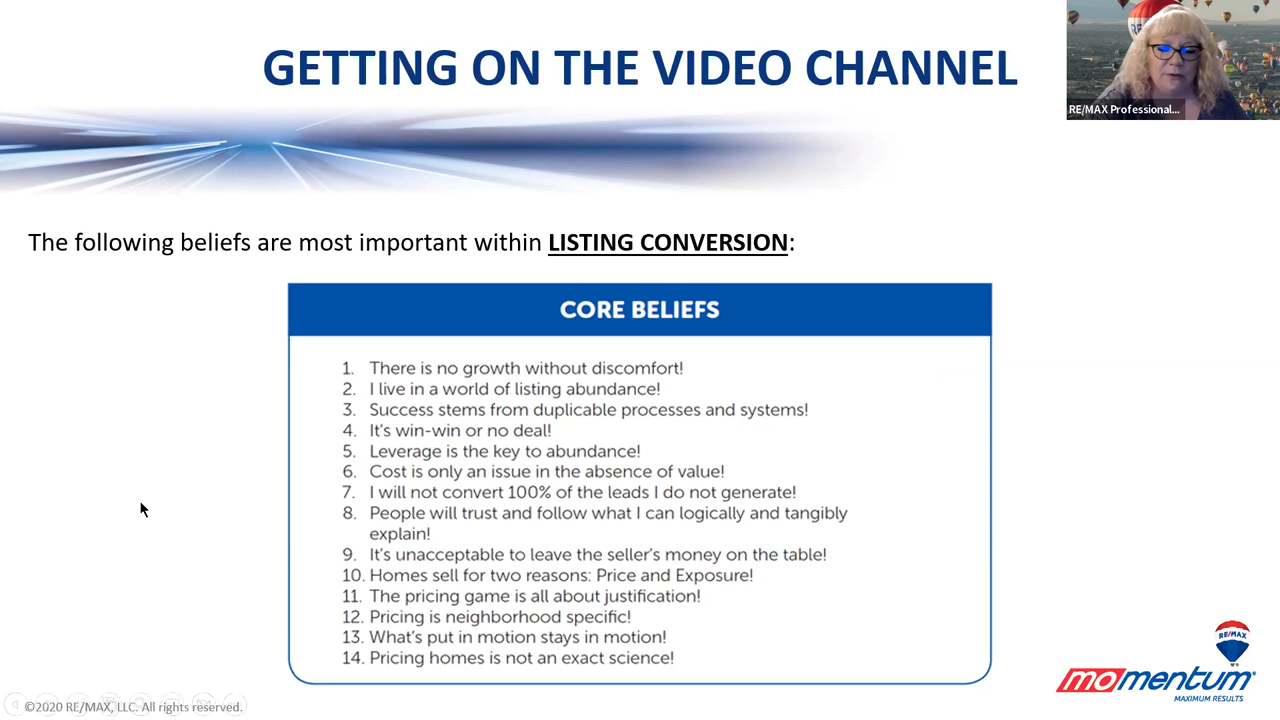 GETTING ON THE VIDEO CHANNEL
RE/MAX Professional...
The following beliefs are most important within LISTING CONVERSION:
CORE BELIEFS
1. There is no growth without discomfort!
2. I live in a world of listing abundance!
3. Success stems from duplicable processes and systems!
4. It's win-win or no deal!
5. Leverage is the key to abundance!
6. Cost is only an issue in the absence of value!
7. I will not convert 100% of the leads I do not generate!
8. People will trust and follow what I can logically and tangibly
explain!
9. It's unacceptable to leave the seller's money on the table!
10. Homes sell for two reasons: Price and Exposure!
11. The pricing game is all about justification!
12. Pricing is neighborhood specific!
13. What's put in motion stays in motion!
14. Pricing homes is not an exact science!
RE/MAX
momentum
MAXIMUM RESULTS
©2020 RE/MAX, LLC. All rights reserved.